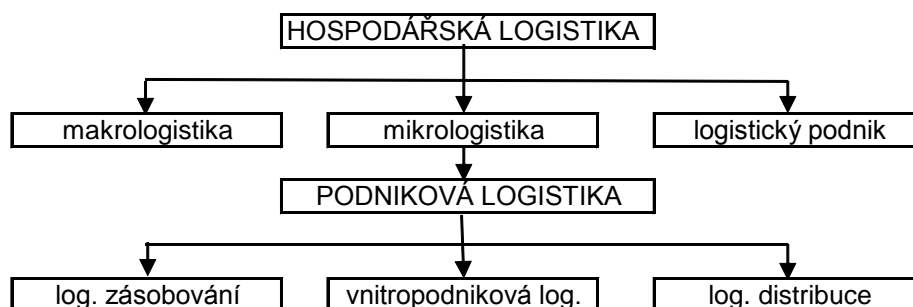 HOSPODÁŘSKÁ LOGISTIKA
makrologistika
mikrologistika
logistický podnik
PODNIKOVÁ LOGISTIKA
log. zásobování
vnitropodniková log.
log. distribuce